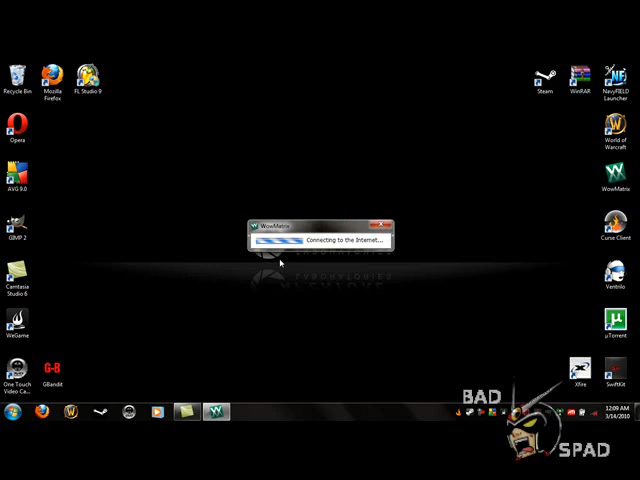 Recycle Bin
Mozilla
Firefox
FL Studio 9
Steam
WinRAR
NavyFIELD
Launcher
Opera
World of
Warcraft
AVG 9.0
WowMatrix
WowMatrix
Connecting to the Internet...
GIMP 2
Curse Client
Camtasia
Studio 6
Ventrilo
WeGame
µTorrent
G-B
One Touch
Video Ca...
GBandit
Xfire
SwiftKit
12:09 AM
3/14/2010
BAD
SPAD